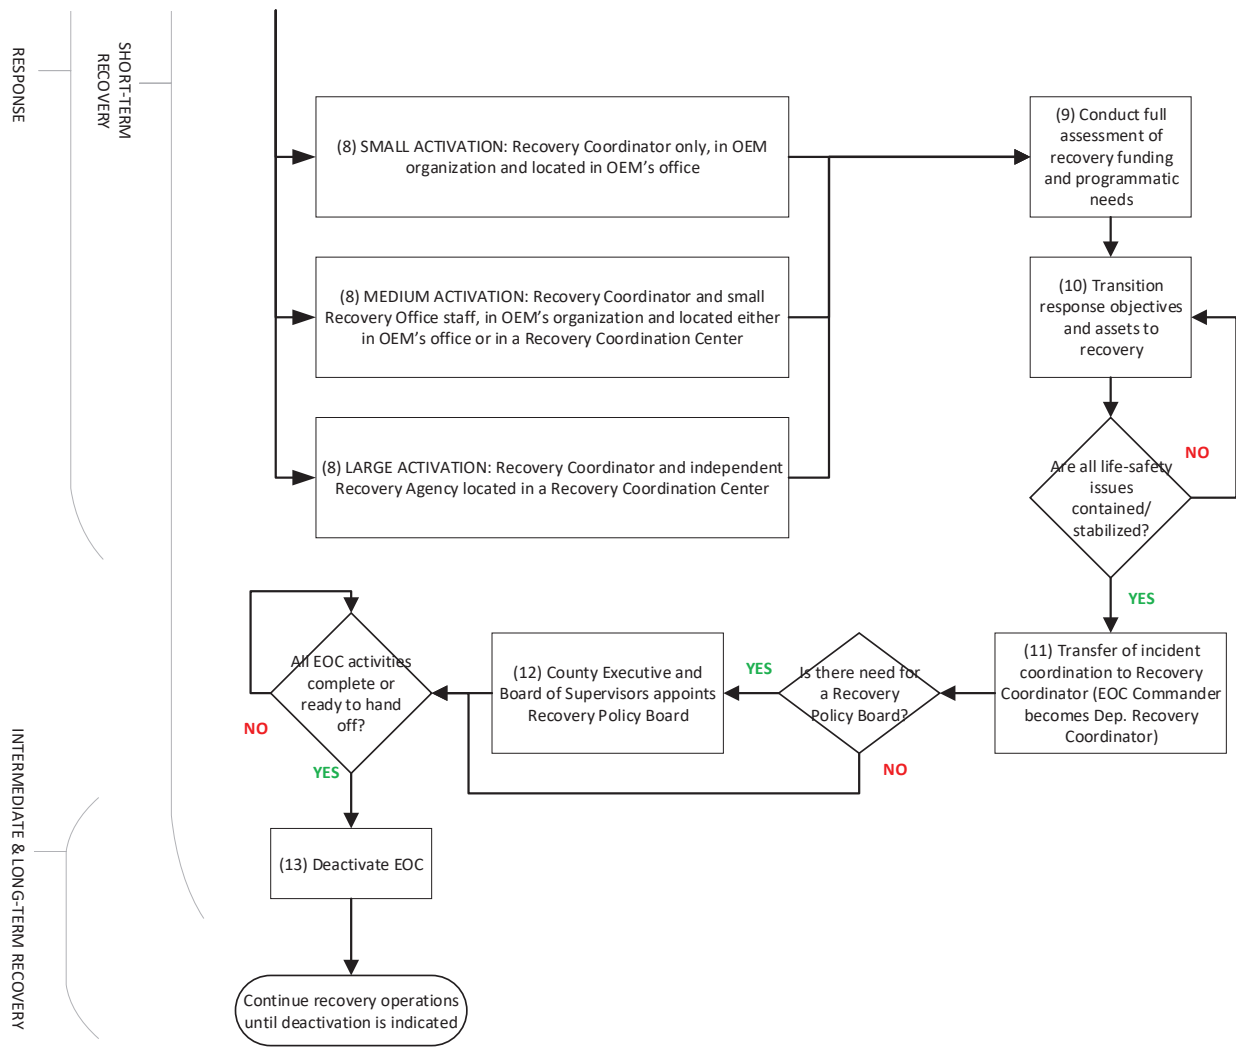 RESPONSE
SHORT-TERM
RECOVERY
(8) SMALL ACTIVATION: Recovery Coordinator only, in OEM
organization and located in OEM's office
(9) Conduct full
assessment of
recovery funding
and programmatic
needs
(8) MEDIUM ACTIVATION: Recovery Coordinator and small
Recovery Office staff, in OEM's organization and located either
in OEM's office or in a Recovery Coordination Center
(10) Transition
response objectives
and assets to
recovery
(8) LARGE ACTIVATION: Recovery Coordinator and independent
Recovery Agency located in a Recovery Coordination Center
Are all life-safety
issues
contained/
stabilized?
NO
YES
(11) Transfer of incident
coordination to Recovery
Coordinator (EOC Commander
becomes Dep. Recovery
Coordinator)
Is there need for
a Recovery
Policy Board?
YES
NO
(12) County Executive and
Board of Supervisors appoints
Recovery Policy Board
All EOC activities
complete or
ready to hand
off?
NO
YES
INTERMEDIATE & LONG-TERM RECOVERY
(13) Deactivate EOC
Continue recovery operations
until deactivation is indicated